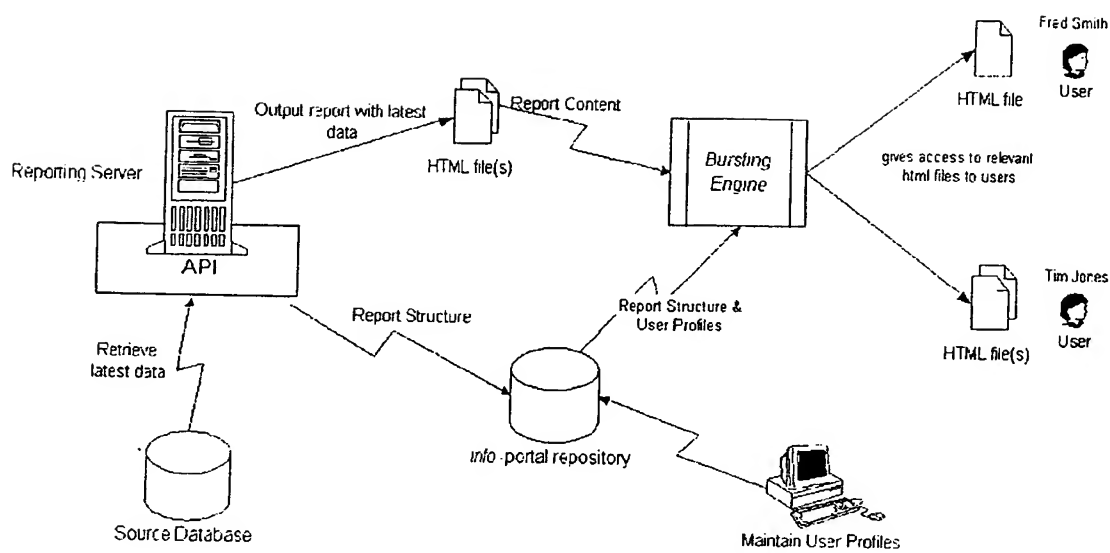 Fred Smith
HTML file
User
Output report with latest
data
Report Content
HTML file(s)
Reporting Server
Bursting
Engine
gives access to relevant
html files to users
API
Tim Jones
HTML file(s)
User
Report Structure
Report Structure &
User Profiles
Retrieve
latest data
info -portal repository
Source Database
Maintain User Profiles